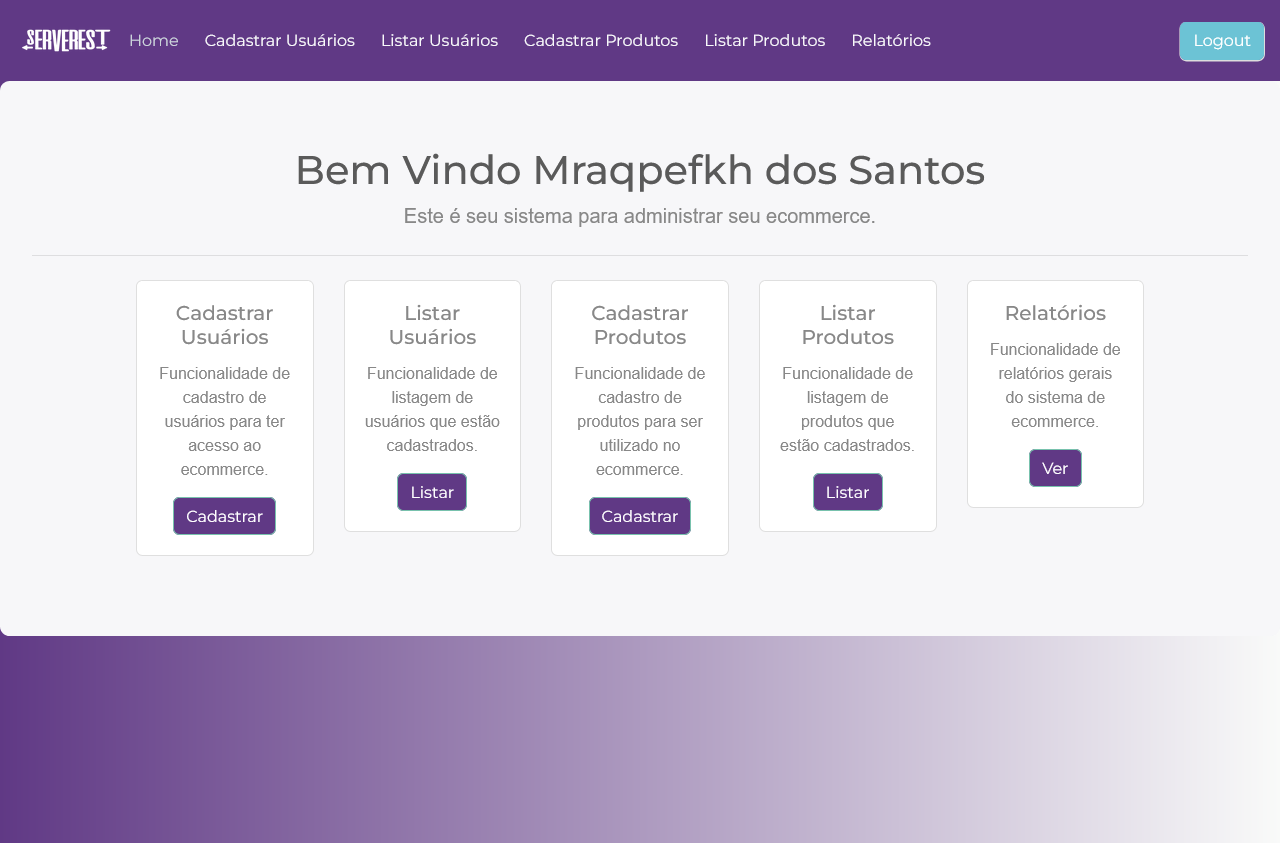 SERVEREST Home Cadastrar Usuários Listar Usuários Cadastrar Produtos Listar Produtos Relatórios Logout
Bem Vindo Mraqpefkh dos Santos
Este é seu sistema para administrar seu ecommerce.
Cadastrar
Usuários
Funcionalidade de
cadastro de
usuários para ter
acesso ao
ecommerce.
Cadastrar
Listar
Usuários
Funcionalidade de
listagem de
usuários que estão
cadastrados.
Listar
Cadastrar
Produtos
Funcionalidade de
cadastro de
produtos para ser
utilizado no
ecommerce.
Cadastrar
Listar
Produtos
Funcionalidade de
listagem de
produtos que
estão cadastrados.
Listar
Relatórios
Funcionalidade de
relatórios gerais
do sistema de
ecommerce.
Ver